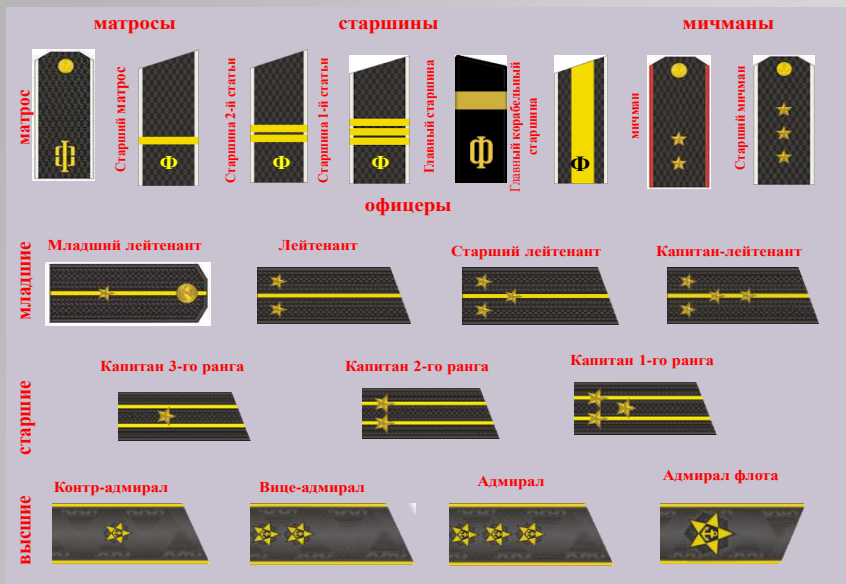 матросы
старшины
мичманы
матрос
Старший матрос
Ф
Старшина 2-й статьи
Ф
Старшина 1-й статьи
Ф
Главный старшина
Ф
Главный корабельный
старшина
Ф
мичман
Старший мичман
Ф
офицеры
младшие
Младший лейтенант
Лейтенант
Старший лейтенант
Капитан-лейтенант
старшие
Капитан 3-го ранга
Капитан 2-го ранга
Капитан 1-го ранга
высшие
Контр-адмирал
Вице-адмирал
Адмирал
Адмирал флота